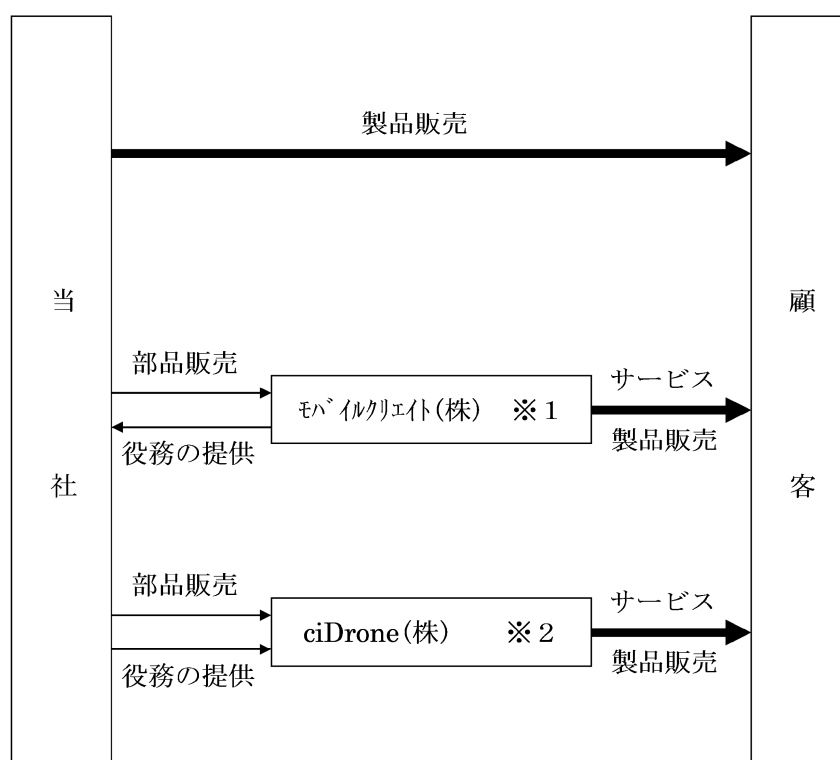 製品販売
当
社
顧
客
部品販売
ﾓﾊﾞｲﾙｸﾘｴｲﾄ(株) ※1
役務の提供
サービス
製品販売
部品販売
ciDrone(株) ※2
役務の提供
サービス
製品販売